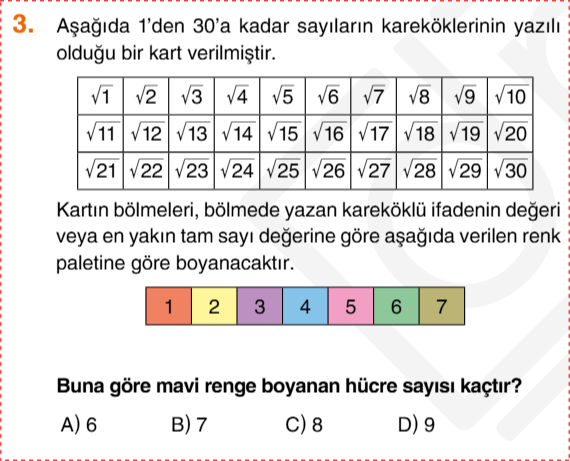 3. Aşağıda 1'den 30'a kadar sayıların kareköklerinin yazılı
olduğu bir kart verilmiştir.
√1 √2 √3 √4 √5 √6 √7 √8 √9 √10
√11 √12 √13 √14 √15 √16 √17 √18 √19 √20
√21 √22 √23 √24 √25 √26 √27 √28 √29 √30
Kartın bölmeleri, bölmede yazan kareköklü ifadenin değeri
veya en yakın tam sayı değerine göre aşağıda verilen renk
paletine göre boyanacaktır.
1 2 3 4 5 6 7
Buna göre mavi renge boyanan hücre sayısı kaçtır?
A) 6 B) 7 C) 8 D) 9